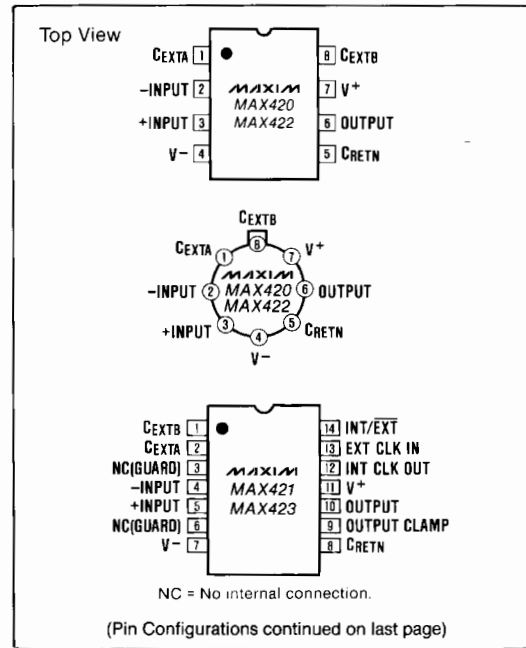 Top View
CEXTA 1 8 CEXTB
-INPUT 2 MAXIM 7 V+
MAX420
+INPUT 3 MAX422 6 OUTPUT
V- 4 5 CRETN
CEXTB
8
CEXTA 1 7 V+
MAXIM
-INPUT 2 MAX420 6 OUTPUT
MAX422
+INPUT 3 5 CRETN
4
V-
CEXTB 1 14 INT/EXT
CEXTA 2 13 EXT CLK IN
NC(GUARD) 3 MAXIM 12 INT CLK OUT
-INPUT 4 MAX421 11 V+
+INPUT 5 MAX423 10 OUTPUT
NC(GUARD) 6 9 OUTPUT CLAMP
V- 7 8 CRETN
NC = No internal connection.
(Pin Configurations continued on last page)